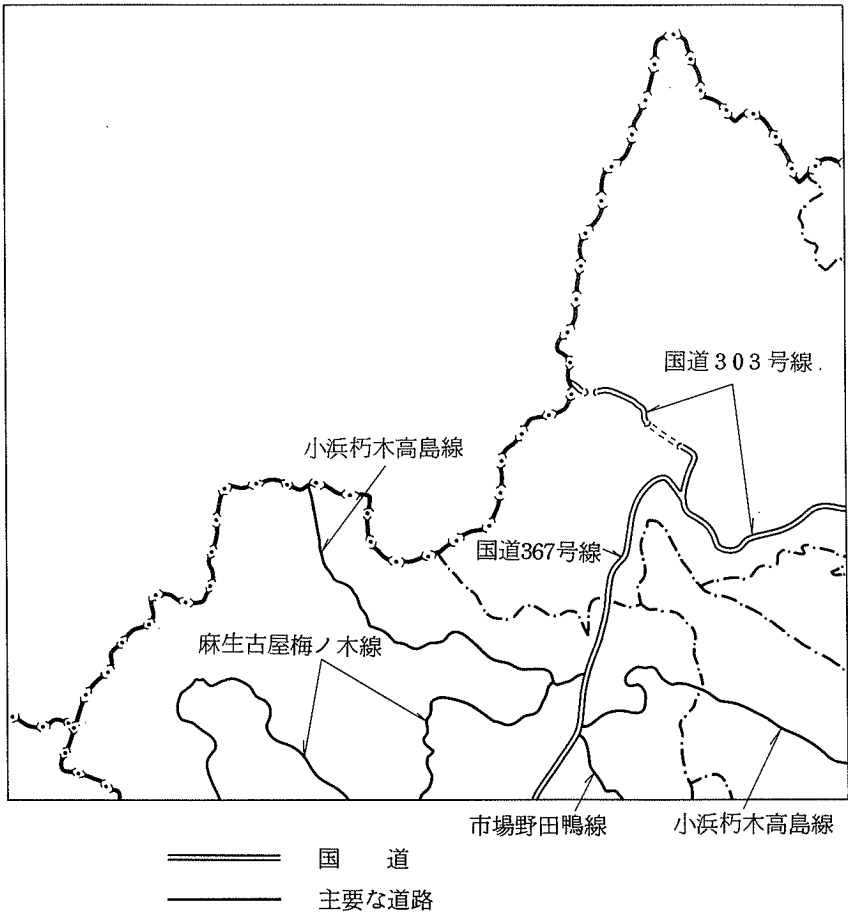 国道303号線
小浜朽木高島線
国道367号線
麻生古屋梅ノ木線
市場野田鴨線
小浜朽木高島線
国　道
主要な道路